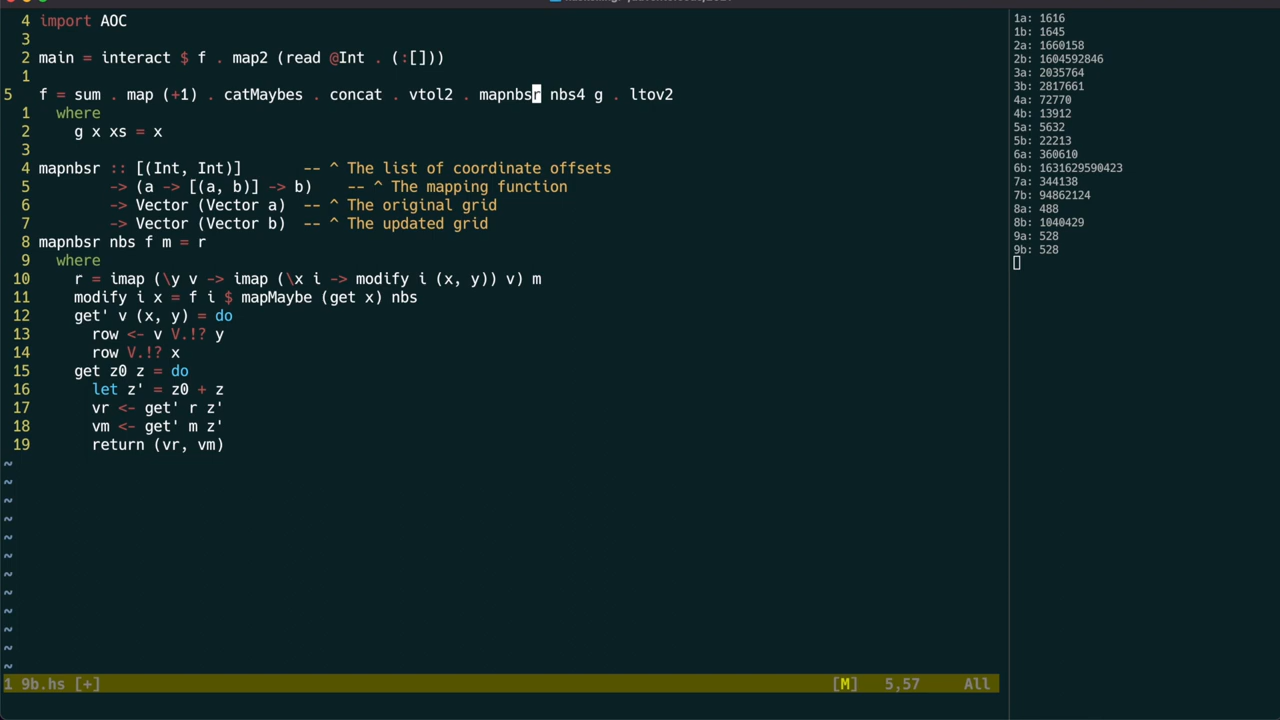 4 import AOC
3
2 main = interact $ f . map2 (read @Int . (:[]))
1
5 f = sum . map (+1) . catMaybes . concat . vtol2 . mapnbsr nbs4 g . ltov2
1 where
2 g x xs = x
3
4 mapnbsr :: [(Int, Int)] -- ^ The list of coordinate offsets
5 -> (a -> [(a, b)] -> b) -- ^ The mapping function
6 -> Vector (Vector a) -- ^ The original grid
7 -> Vector (Vector b) -- ^ The updated grid
8 mapnbsr nbs f m = r
9 where
10 r = imap (\y v -> imap (\x i -> modify i (x, y)) v) m
11 modify i x = f i $ mapMaybe (get x) nbs
12 get' v (x, y) = do
13 row <- v V.!? y
14 row V.!? x
15 get z0 z = do
16 let z' = z0 + z
17 vr <- get' r z'
18 vm <- get' m z'
19 return (vr, vm)
~
~
~
~
~
~
~
~
~
~
~
~
1 9b.hs [+] [M] 5,57 All
1a: 1616
1b: 1645
2a: 1660158
2b: 1604592846
3a: 2035764
3b: 2817661
4a: 72770
4b: 13912
5a: 5632
5b: 22213
6a: 360610
6b: 1631629590423
7a: 344138
7b: 94862124
8a: 488
8b: 1040429
9a: 528
9b: 528